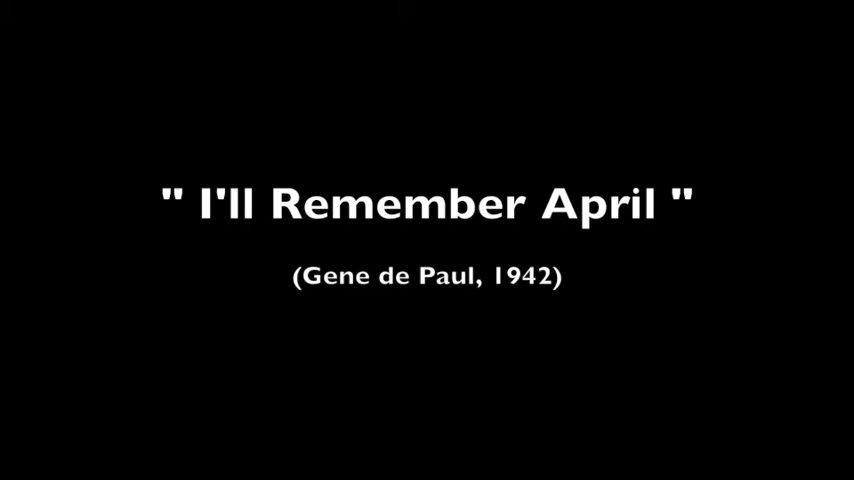 " I'll Remember April "
(Gene de Paul, 1942)